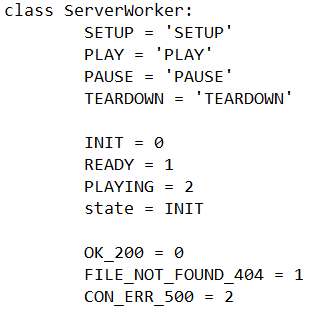 class ServerWorker:
SETUP = 'SETUP'
PLAY = 'PLAY'
PAUSE = 'PAUSE'
TEARDOWN = 'TEARDOWN'
INIT = 0
READY = 1
PLAYING = 2
state = INIT
OK_200 = 0
FILE_NOT_FOUND_404 = 1
CON_ERR_500 = 2